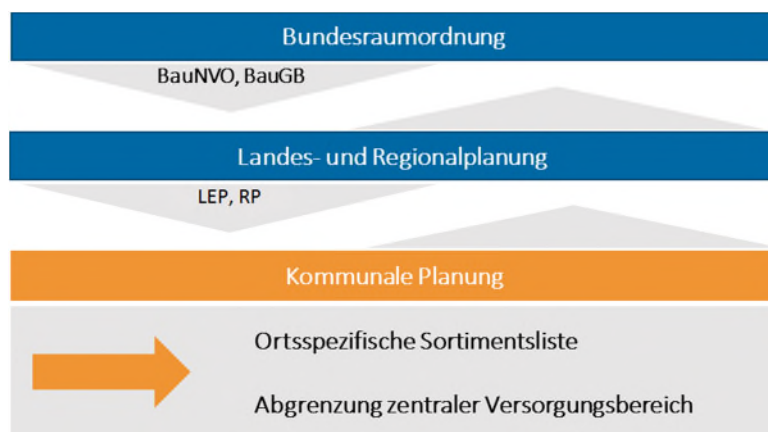 Bundesraumordnung
BauNVO, BauGB
Landes- und Regionalplanung
LEP, RP
Kommunale Planung
Ortsspezifische Sortimentsliste
Abgrenzung zentraler Versorgungsbereich